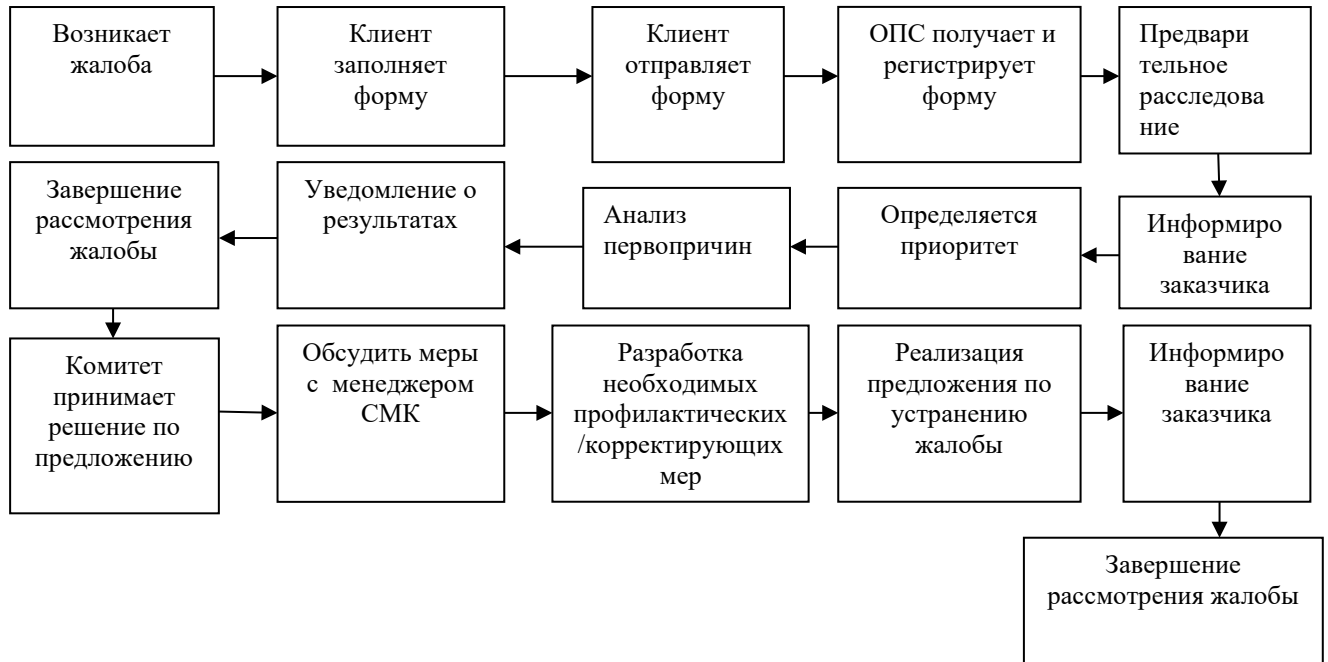 Возникает
жалоба
Клиент
заполняет
форму
Клиент
отправляет
форму
ОПС получает и
регистрирует
форму
Предвари
тельное
расследова
ние
Информиро
вание
заказчика
Определяется
приоритет
Анализ
первопричин
Уведомление о
результатах
Завершение
рассмотрения
жалобы
Комитет
принимает
решение по
предложению
Обсудить меры
с менеджером
СМК
Разработка
необходимых
профилактических
/корректирующих
мер
Реализация
предложения по
устранению
жалобы
Информиро
вание
заказчика
Завершение
рассмотрения жалобы